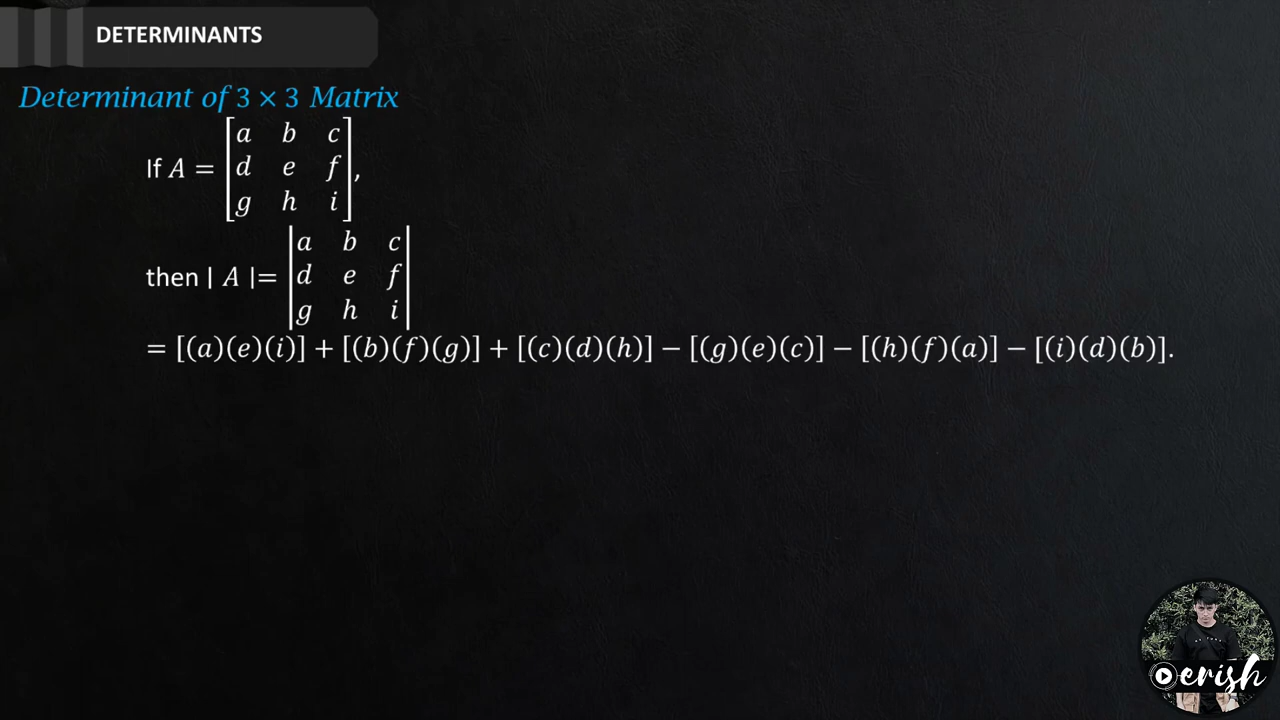 DETERMINANTS
Determinant of 3 × 3 Matrix
a b c
If A = d e f ,
g h i
a b c
then | A |= d e f
g h i
= [(a)(e)(i)] + [(b)(f)(g)] + [(c)(d)(h)] − [(g)(e)(c)] − [(h)(f)(a)] − [(i)(d)(b)].
erish